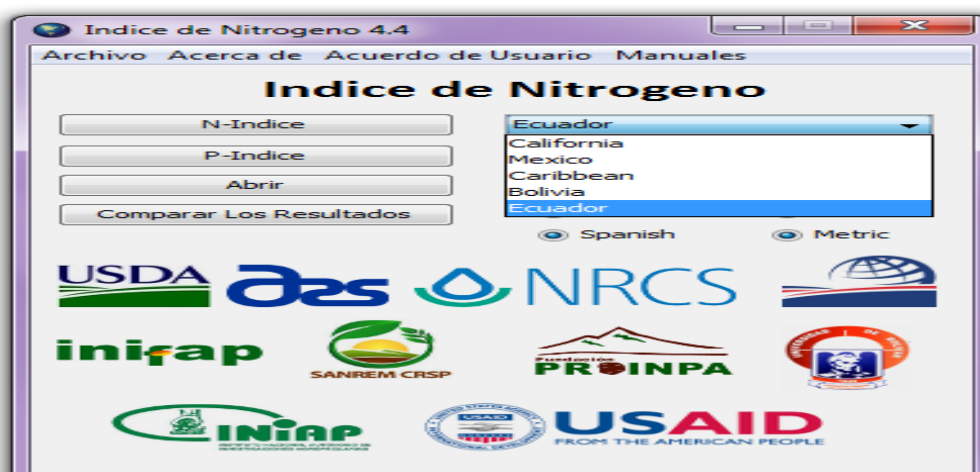 Indice de Nitrogeno 4.4
Archivo Acerca de Acuerdo de Usuario Manuales
Indice de Nitrogeno
N-Indice
P-Indice
Abrir
Comparar Los Resultados
Ecuador
California
Mexico
Caribbean
Bolivia
Ecuador
Spanish
Metric
USDA
ars
NRCS
inifap
SANREM CRSP
Fundación
PROINPA
INIAP
USAID
USAID
FROM THE AMERICAN PEOPLE